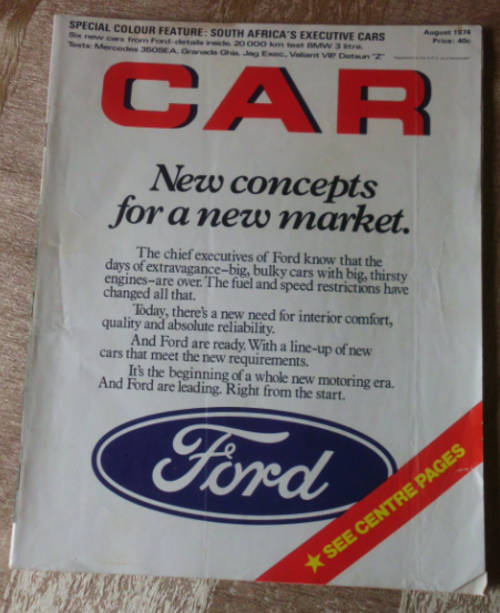 SPECIAL COLOUR FEATURE: SOUTH AFRICA'S EXECUTIVE CARS
August 1974
Six new cars from Ford-details inside. 20 000 km test BMW 3 litre.
Price: 40c
Tests: Mercedes 350SEA, Granada Ghia, Jag Exec, Valiant VIP, Datsun "Z"
CAR
New concepts
for a new market.
The chief executives of Ford know that the
days of extravagance–big, bulky cars with big, thirsty
engines–are over. The fuel and speed restrictions have
changed all that.
Today, there's a new need for interior comfort,
quality and absolute reliability.
And Ford are ready. With a line-up of new
cars that meet the new requirements.
It's the beginning of a whole new motoring era.
And Ford are leading. Right from the start.
Ford
★ SEE CENTRE PAGES